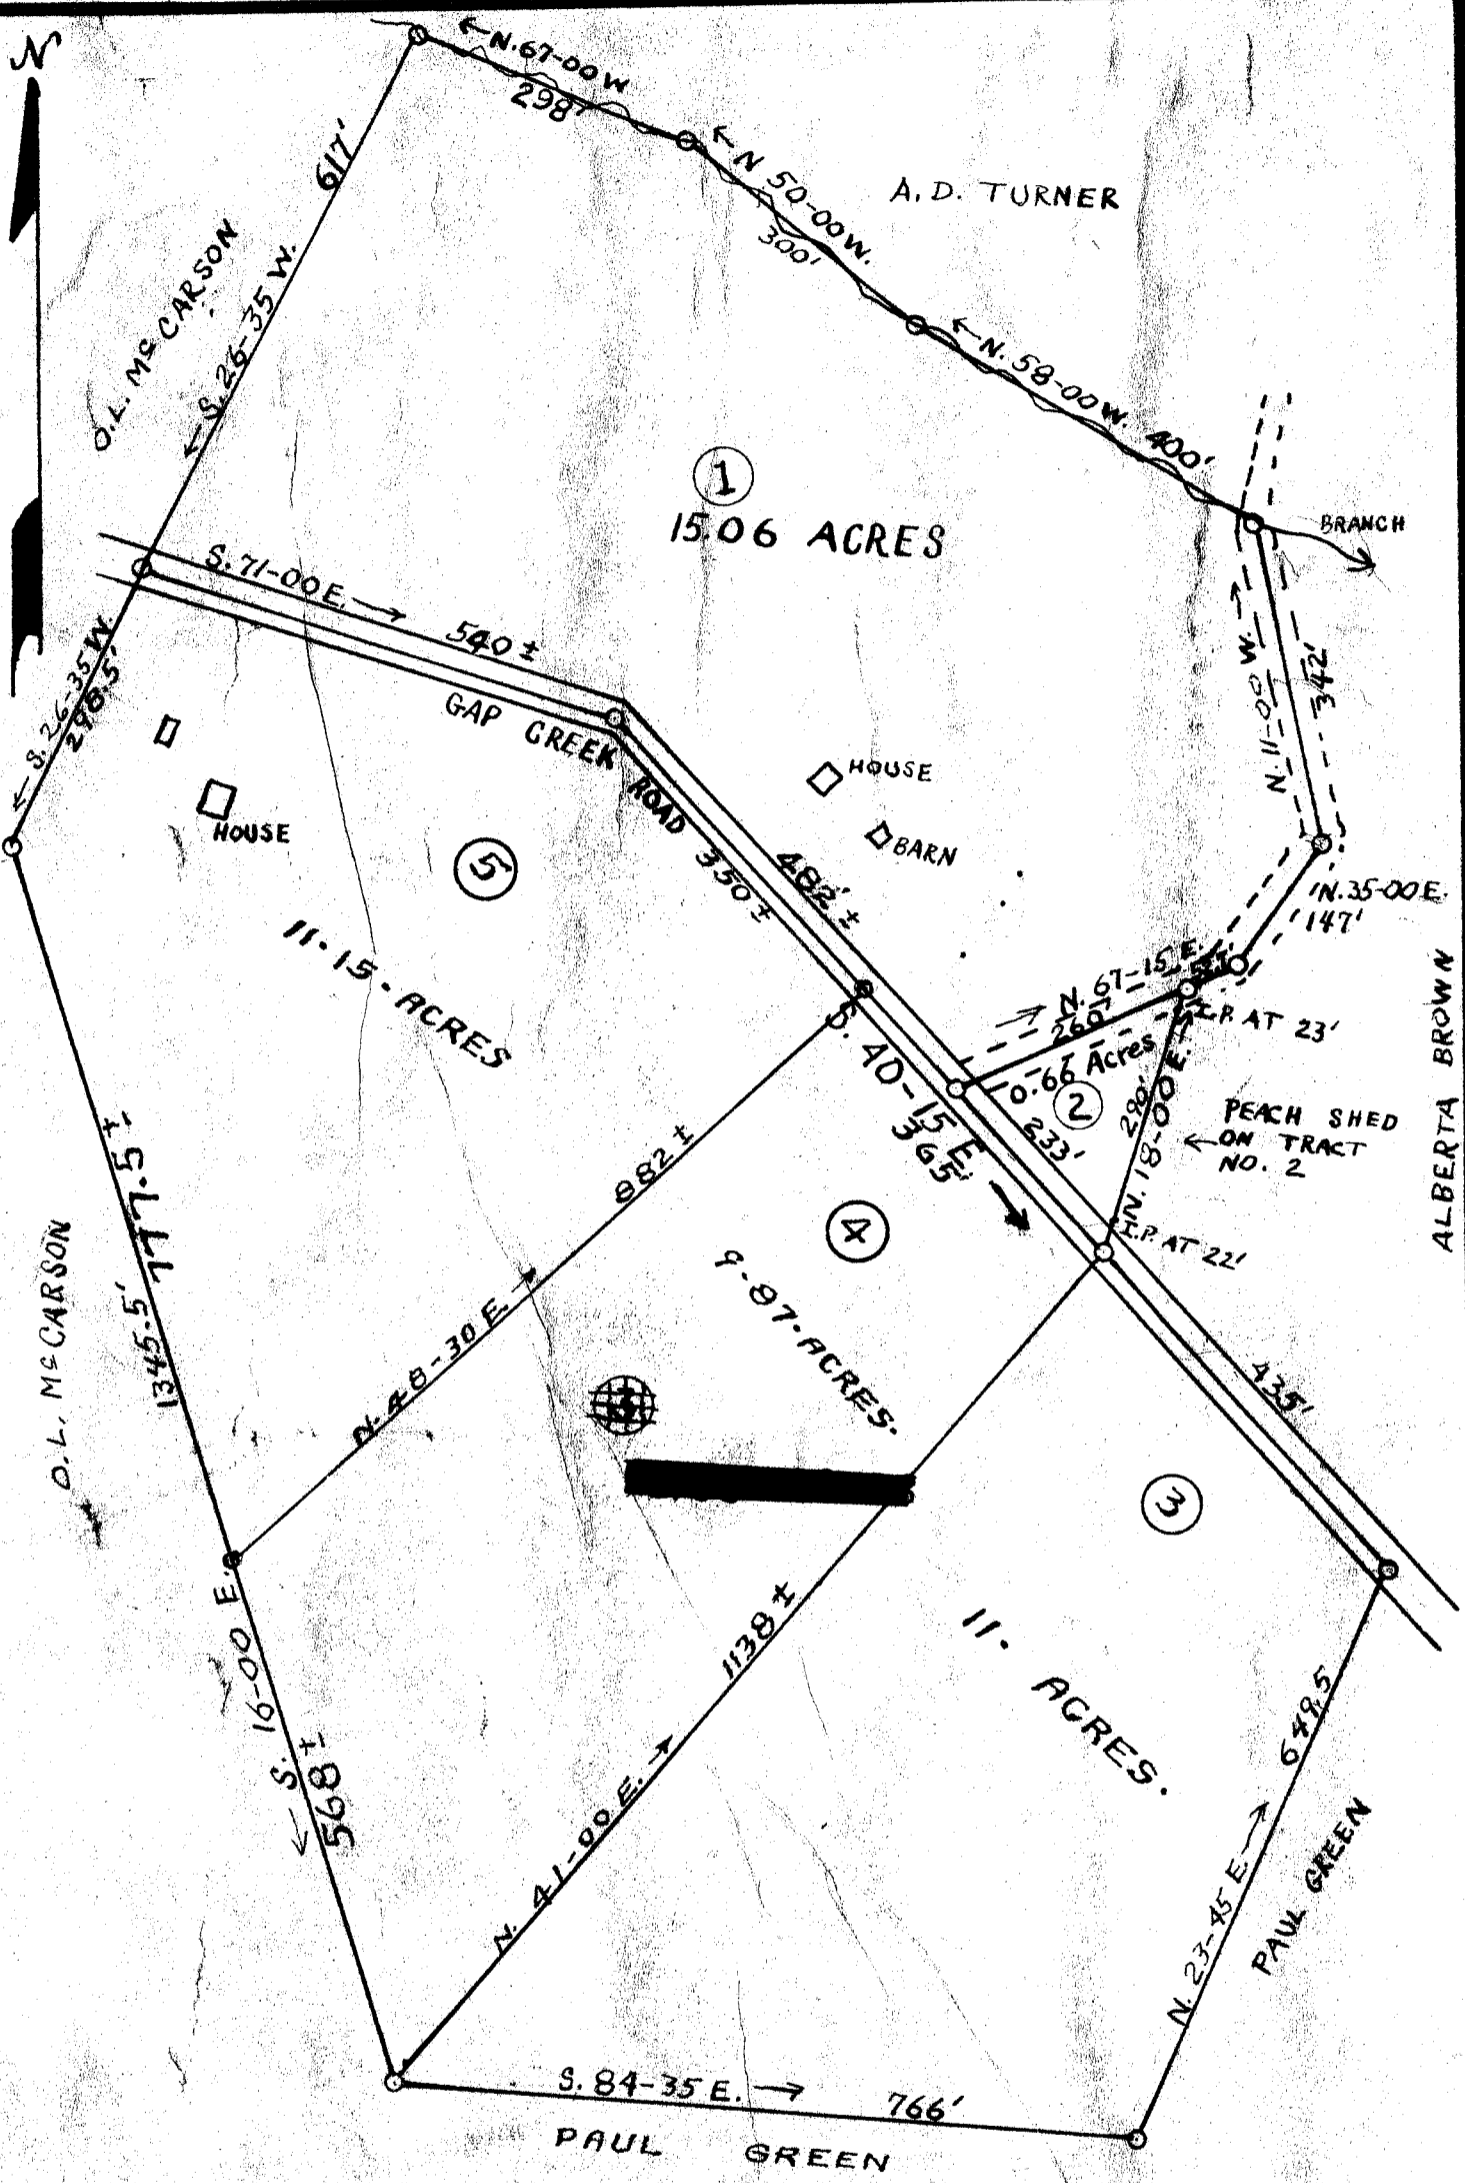 N
← N. 67-00 W
298'
617'
← N 50-00 W.
300'
A. D. TURNER
O. L. McCARSON
← S. 26-35 W.
← N. 58-00 W. 400'
1
15.06 ACRES
BRANCH
S. 71-00 E. →
540 ±
N. 11-00 W. →
342'
← S. 26-35 W
298.5'
GAP CREEK ROAD
350 ±
482' ±
HOUSE
BARN
HOUSE
5
11.15 - ACRES
N. 35-00 E.
147'
→ N. 67-15 E.
260'
I.P. AT 23'
0.66 Acres
2
S. 40-15 E.
365'
233'
290'
N. 18-00 E. →
← PEACH SHED
ON TRACT
NO. 2
ALBERTA BROWN
I.P. AT 22'
777.5 ±
1345.5'
882 ±
N. 48-30 E. →
4
9-87-ACRES.
O. L. McCARSON
435'
3
11. ACRES.
1138 ±
N. 41-00 E. →
← S. 16-00 E.
568 ±
649.5
N. 23-45 E →
PAUL GREEN
S. 84-35 E. →
766'
PAUL GREEN